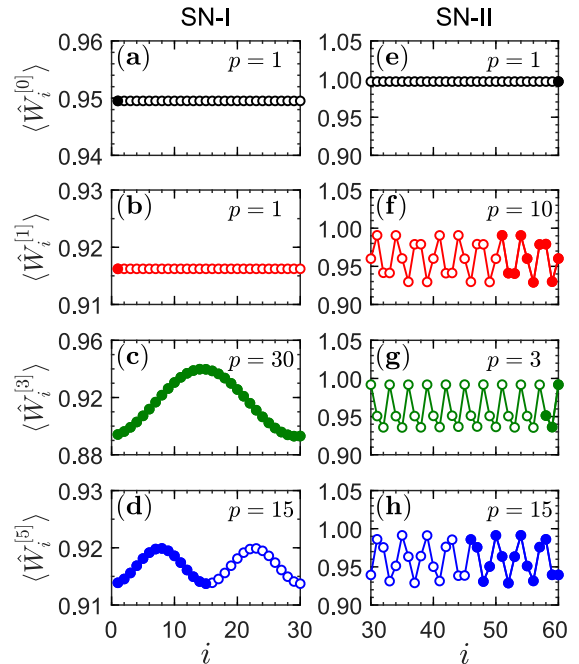 SN-I SN-II
⟨Ŵ_i^[0]⟩
(a) p = 1
0.96
0.95
0.94
(e) p = 1
1.05
1.00
0.95
0.90
⟨Ŵ_i^[1]⟩
(b) p = 1
0.93
0.92
0.91
(f) p = 10
1.05
1.00
0.95
0.90
⟨Ŵ_i^[3]⟩
(c) p = 30
0.96
0.92
0.88
(g) p = 3
1.05
1.00
0.95
0.90
⟨Ŵ_i^[5]⟩
(d) p = 15
0.93
0.92
0.91
0 10 20 30
i
(h) p = 15
1.05
1.00
0.95
0.90
30 40 50 60
i